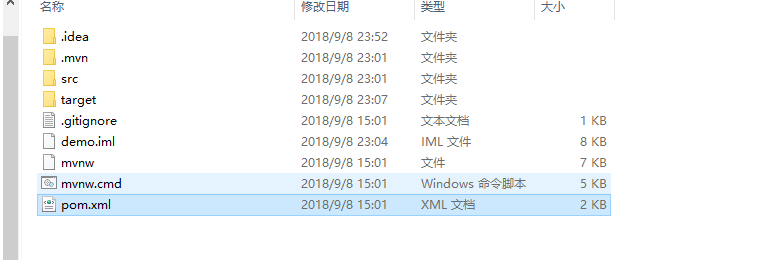 名称 修改日期 类型 大小
.idea 2018/9/8 23:52 文件夹
.mvn 2018/9/8 23:01 文件夹
src 2018/9/8 23:01 文件夹
target 2018/9/8 23:07 文件夹
.gitignore 2018/9/8 15:01 文本文档 1 KB
demo.iml 2018/9/8 23:04 IML 文件 8 KB
mvnw 2018/9/8 15:01 文件 7 KB
mvnw.cmd 2018/9/8 15:01 Windows 命令脚本 5 KB
pom.xml 2018/9/8 15:01 XML 文档 2 KB